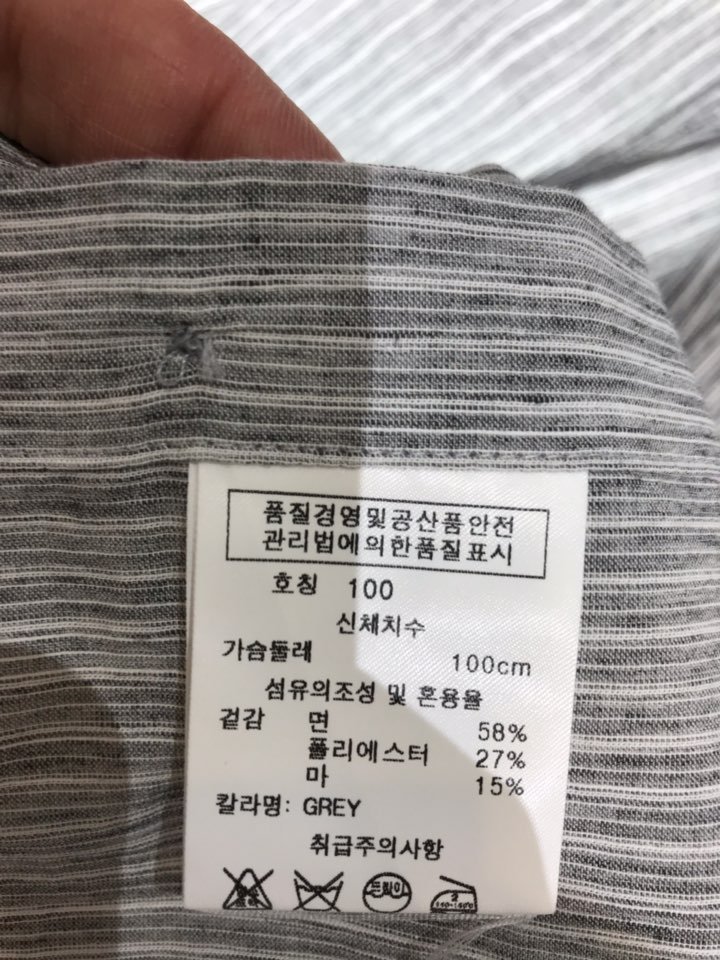 품질경영및공산품안전
관리법에의한품질표시
호칭 100
신체치수
가슴둘레 100cm
섬유의조성 및 혼용율
겉감 면 58%
폴리에스터 27%
마 15%
칼라명: GREY
취급주의사항
드라이